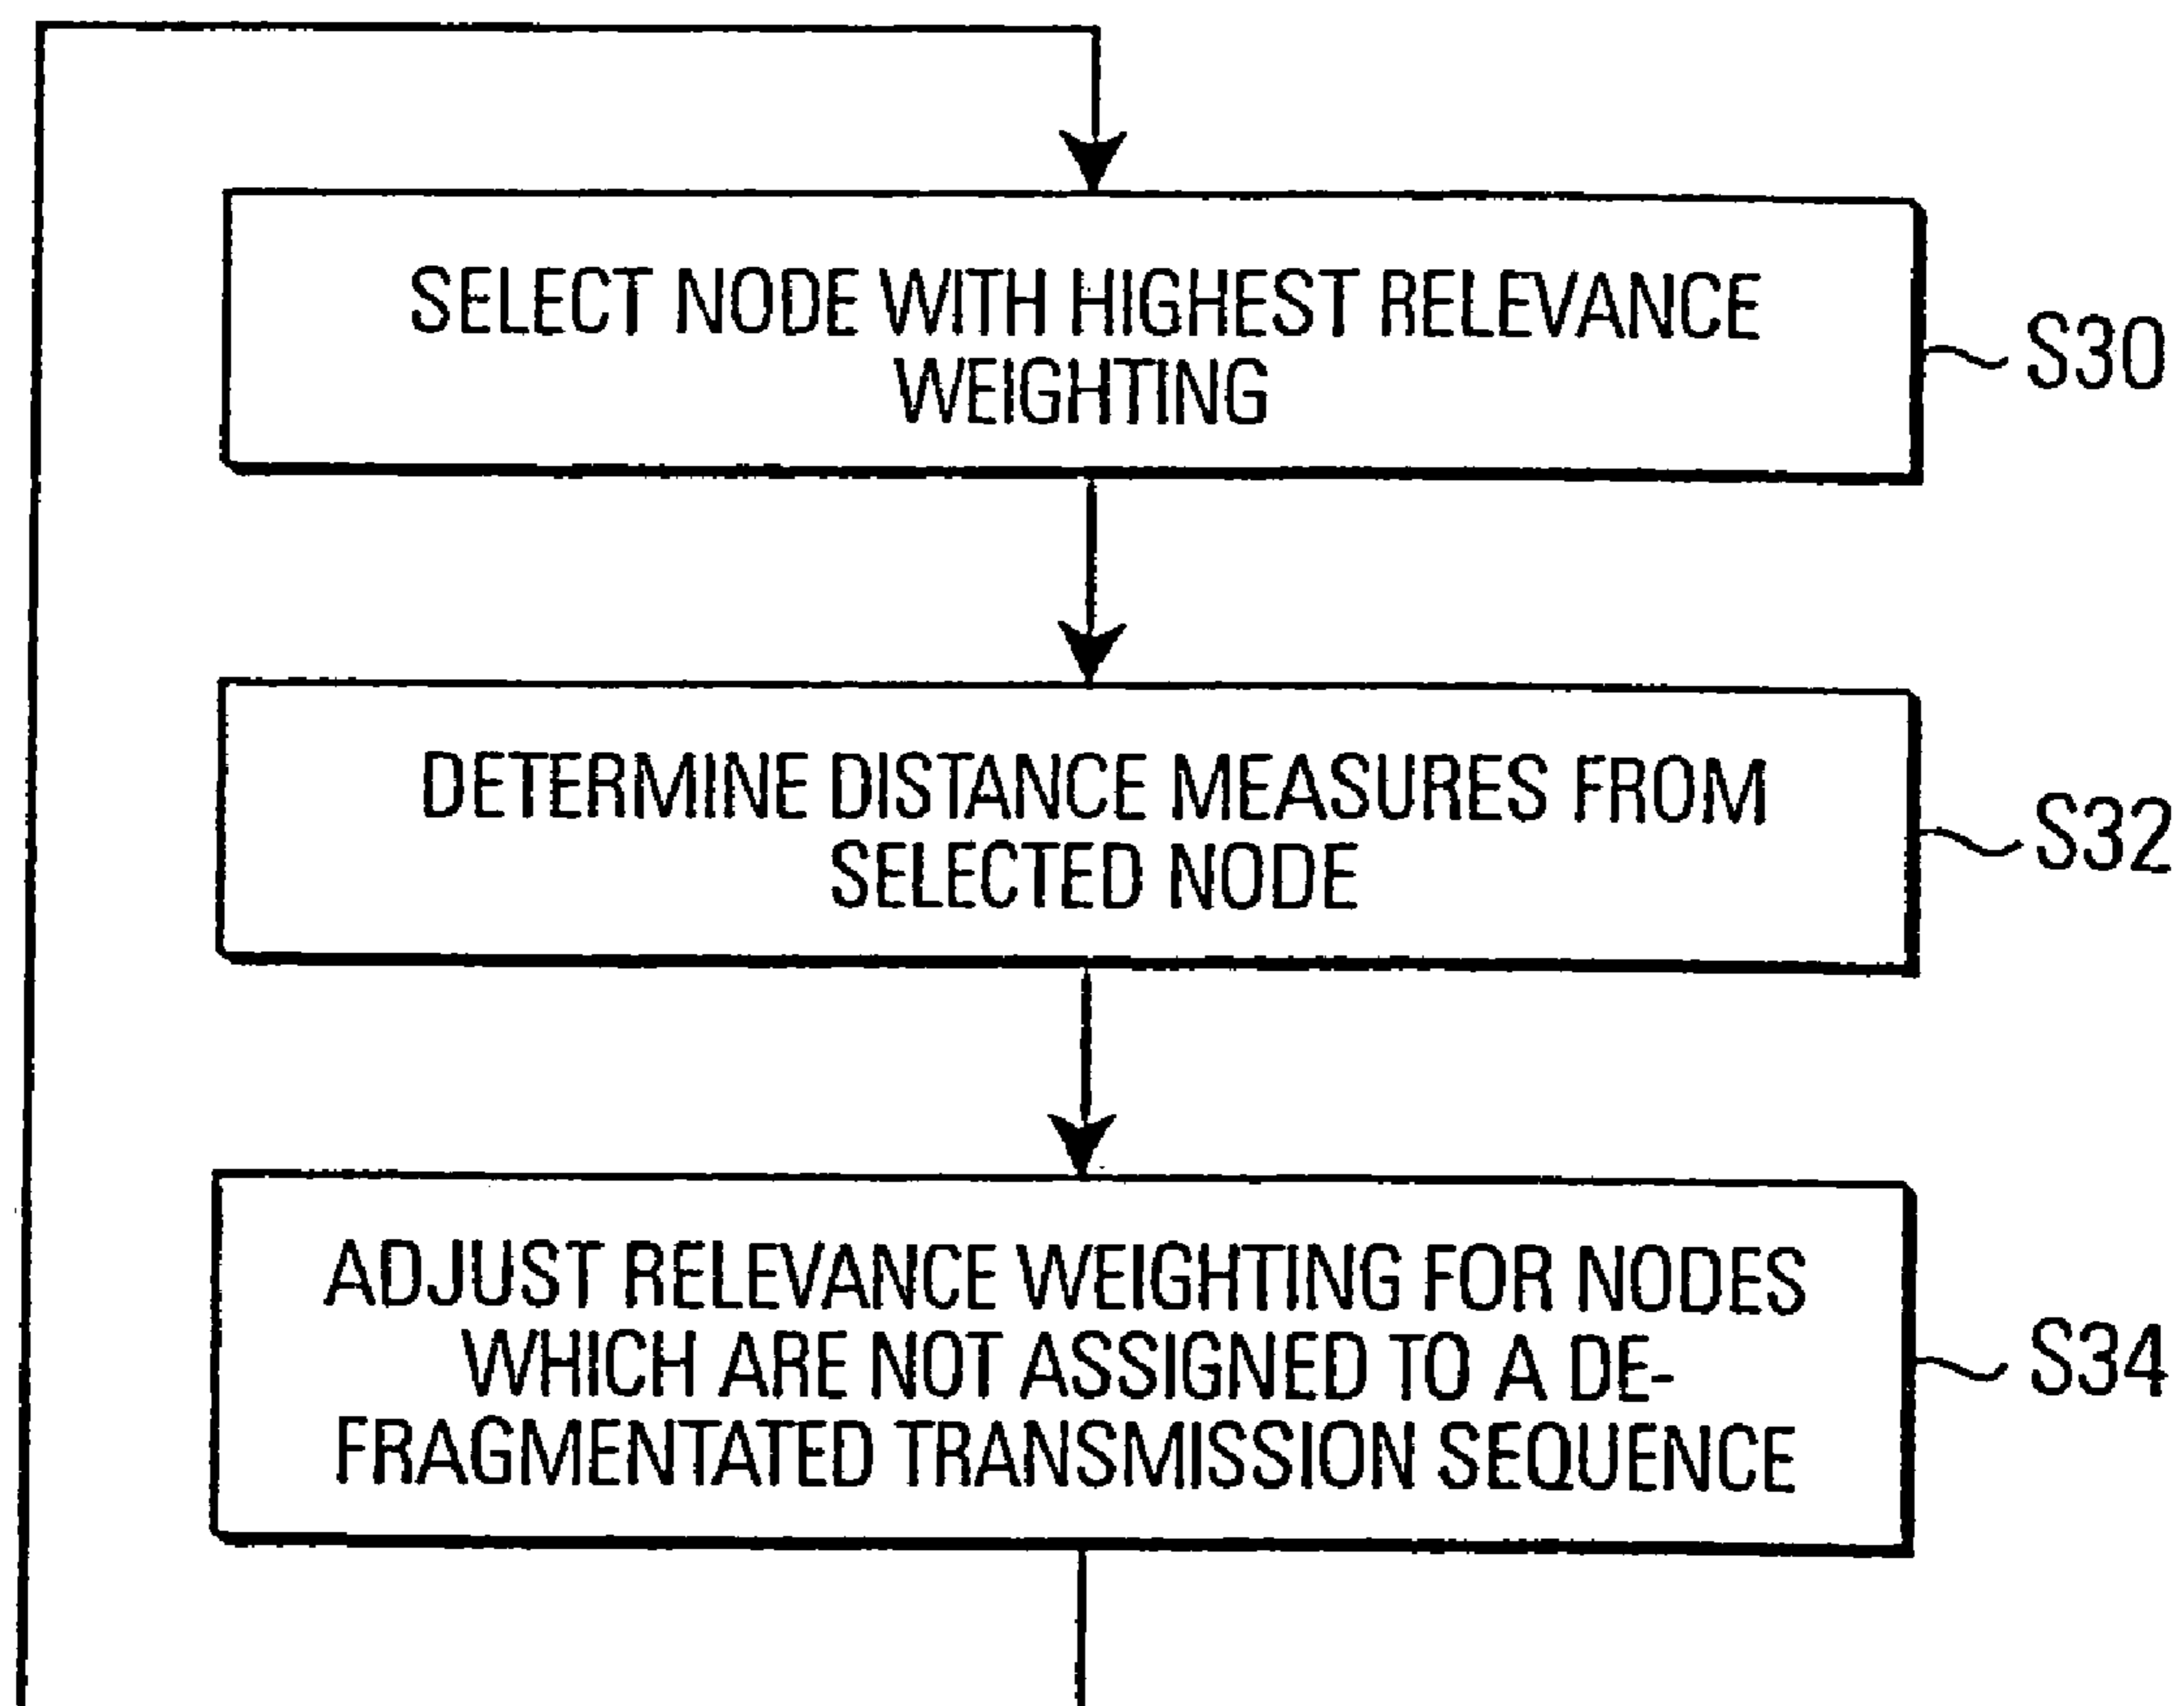 SELECT NODE WITH HIGHEST RELEVANCE
WEIGHTING
S30
DETERMINE DISTANCE MEASURES FROM
SELECTED NODE
S32
ADJUST RELEVANCE WEIGHTING FOR NODES
WHICH ARE NOT ASSIGNED TO A DE-
FRAGMENTATED TRANSMISSION SEQUENCE
S34